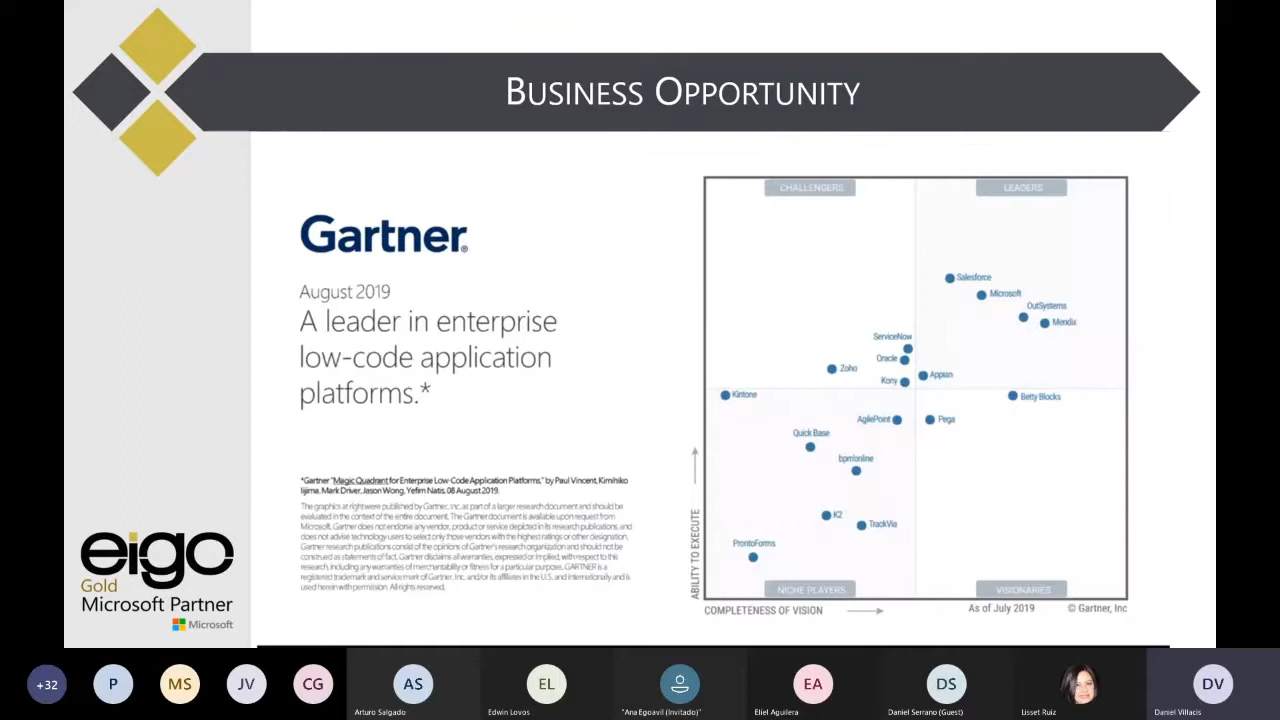 BUSINESS OPPORTUNITY
Gartner®
August 2019
A leader in enterprise
low-code application
platforms.*
*Gartner "Magic Quadrant for Enterprise Low-Code Application Platforms," by Paul Vincent, Kimihiko
Iijima, Mark Driver, Jason Wong, Yefim Natis, 08 August 2019.
The graphics at right were published by Gartner, Inc. as part of a larger research document and should be
evaluated in the context of the entire document. The Gartner document is available upon request from
Microsoft. Gartner does not endorse any vendor, product or service depicted in its research publications, and
does not advise technology users to select only those vendors with the highest ratings or other designation.
Gartner research publications consist of the opinions of Gartner's research organization and should not be
construed as statements of fact. Gartner disclaims all warranties, expressed or implied, with respect to this
research, including any warranties of merchantability or fitness for a particular purpose. GARTNER is a
registered trademark and service mark of Gartner, Inc. and/or its affiliates in the U.S. and internationally and is
used herein with permission. All rights reserved.
CHALLENGERS
LEADERS
Salesforce
Microsoft
OutSystems
Mendix
ServiceNow
Oracle
Zoho
Kony
Appian
Kintone
Betty Blocks
AgilePoint
Pega
Quick Base
bpm'online
K2
TrackVia
ProntoForms
NICHE PLAYERS
VISIONARIES
ABILITY TO EXECUTE
COMPLETENESS OF VISION
As of July 2019
© Gartner, Inc
eigo
Gold
Microsoft Partner
Microsoft
+32
P
MS
JV
CG
AS
Arturo Salgado
EL
Edwin Lovos
"Ana Egoavil (Invitado)"
EA
Eliel Aguilera
DS
Daniel Serrano (Guest)
Lisset Ruiz
DV
Daniel Villacis